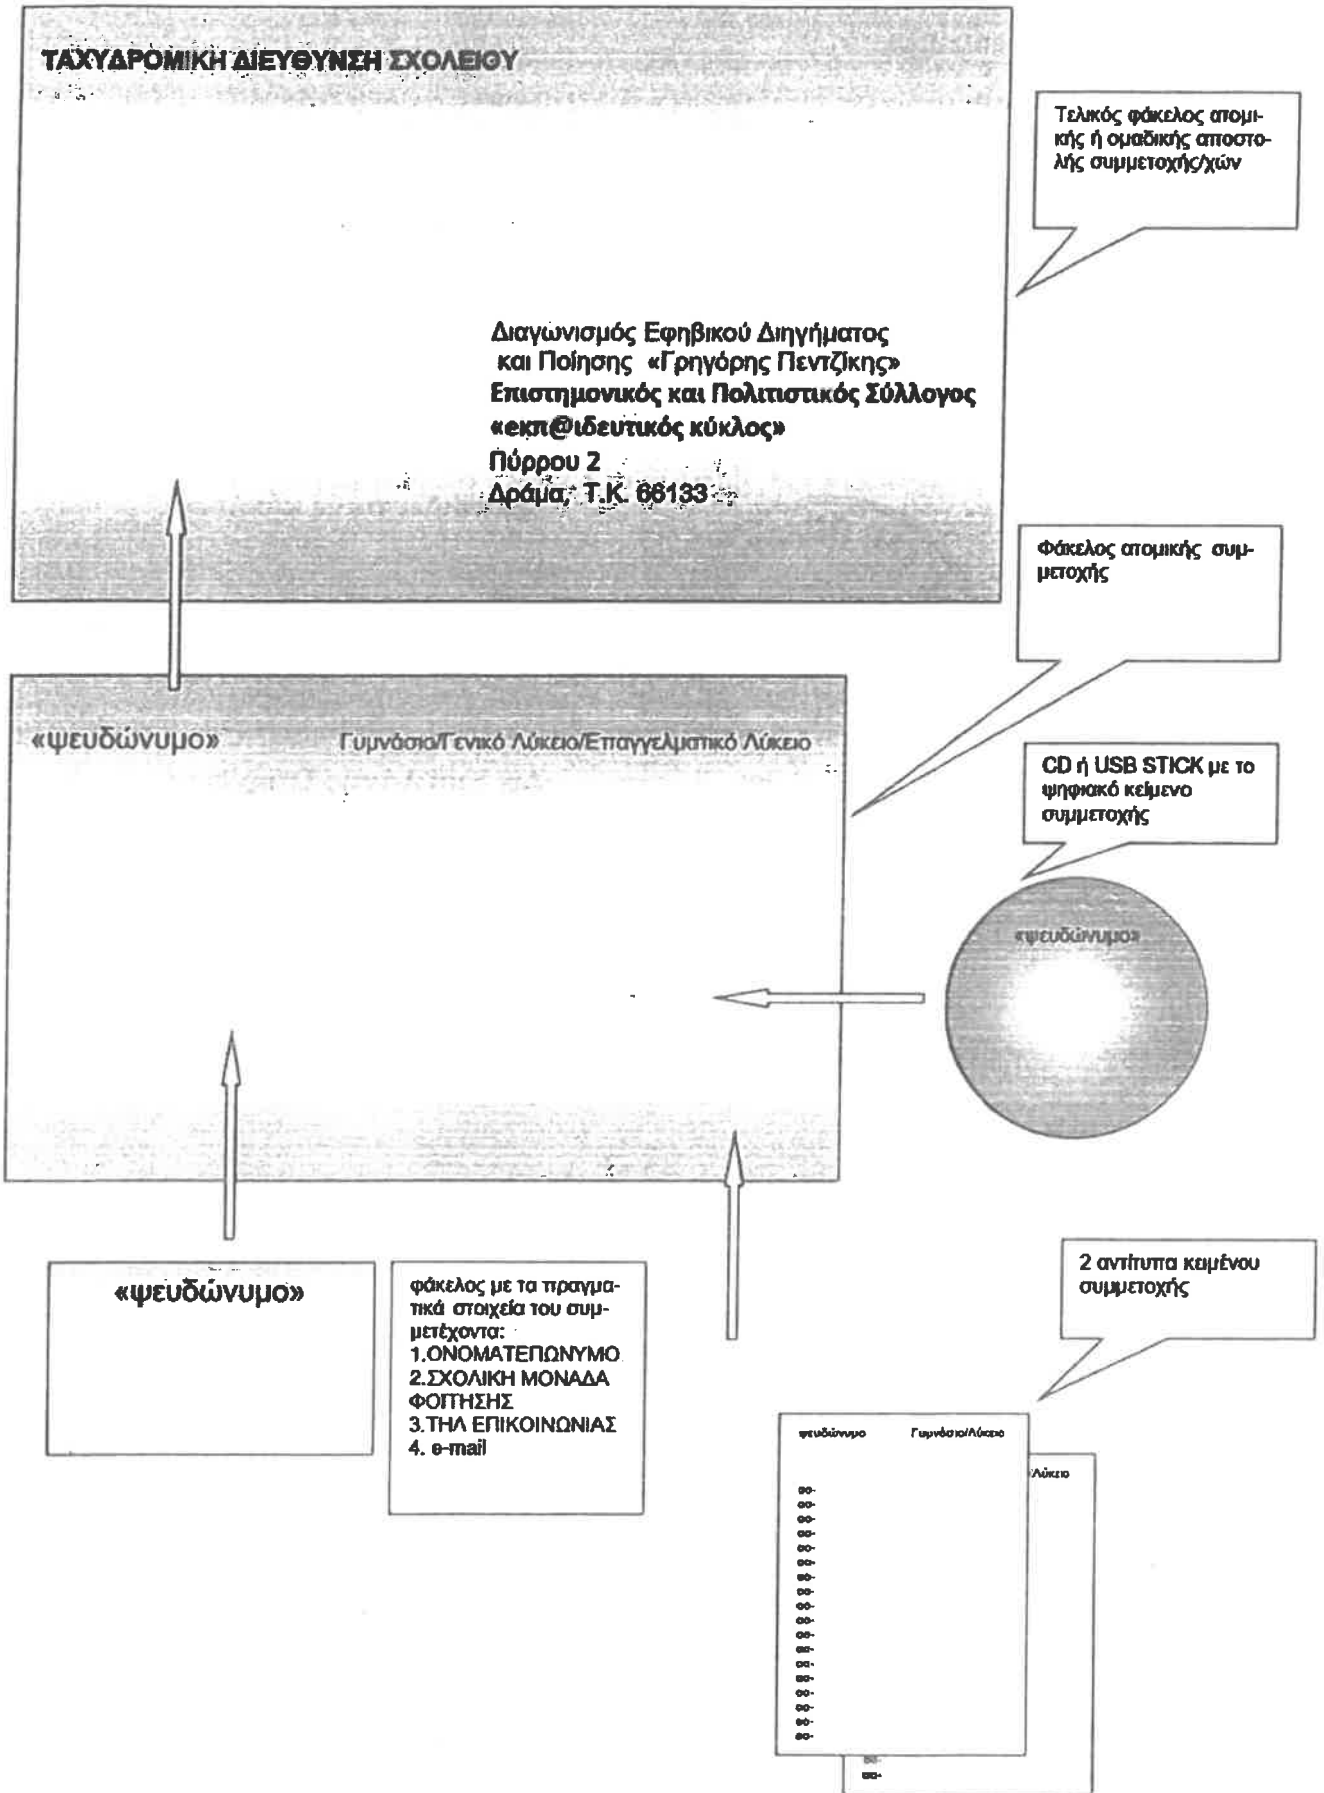 ΤΑΧΥΔΡΟΜΙΚΗ ΔΙΕΥΘΥΝΣΗ ΣΧΟΛΕΙΟΥ
Τελικός φάκελος ατομι-
κής ή ομαδικής αποστο-
λής συμμετοχής/χών
Διαγωνισμός Εφηβικού Διηγήματος
και Ποίησης «Γρηγόρης Πεντζίκης»
Επιστημονικός και Πολιτιστικός Σύλλογος
«εκπ@ιδευτικός κύκλος»
Πύρρου 2
Δράμα, Τ.Κ. 66133
Φάκελος ατομικής συμ-
μετοχής
«ψευδώνυμο» Γυμνάσιο/Γενικό Λύκειο/Επαγγελματικό Λύκειο
CD ή USB STICK με το
ψηφιακό κείμενο
συμμετοχής
«ψευδώνυμο»
«ψευδώνυμο»
φάκελος με τα πραγμα-
τικά στοιχεία του συμ-
μετέχοντα:
1.ΟΝΟΜΑΤΕΠΩΝΥΜΟ
2.ΣΧΟΛΙΚΗ ΜΟΝΑΔΑ
ΦΟΙΤΗΣΗΣ
3.ΤΗΛ ΕΠΙΚΟΙΝΩΝΙΑΣ
4. e-mail
2 αντίτυπα κειμένου
συμμετοχής
ψευδώνυμο Γυμνάσιο/Λύκειο
/Λύκειο